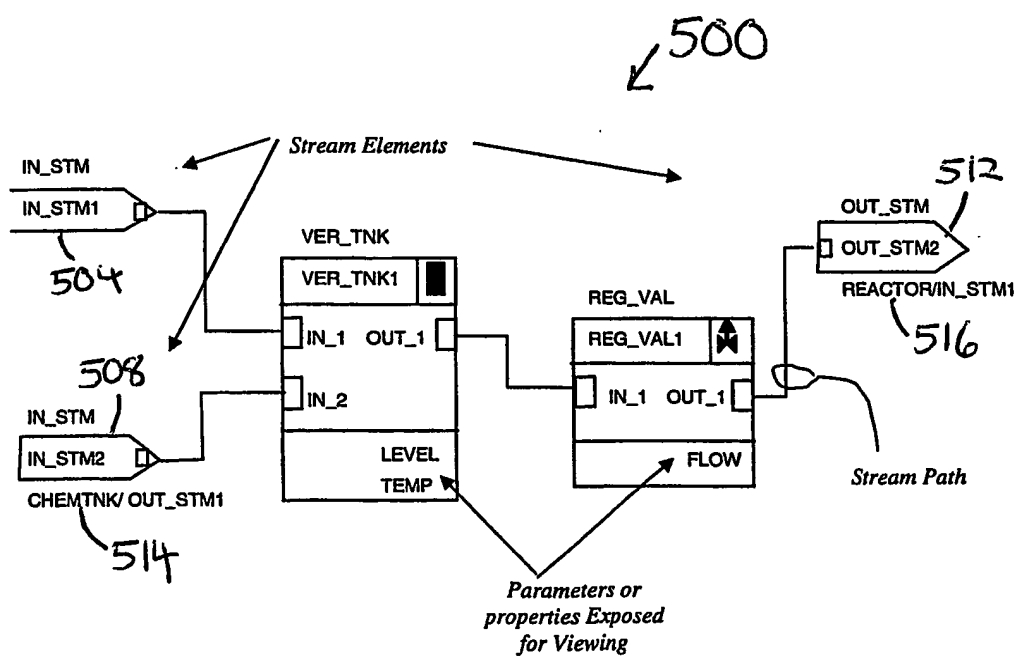 500
Stream Elements
IN_STM
IN_STM1
504
512
OUT_STM
OUT_STM2
REACTOR/IN_STM1
516
VER_TNK
VER_TNK1
IN_1 OUT_1
IN_2
LEVEL
TEMP
REG_VAL
REG_VAL1
IN_1 OUT_1
FLOW
508
IN_STM
IN_STM2
CHEMTNK/ OUT_STM1
514
Stream Path
Parameters or
properties Exposed
for Viewing